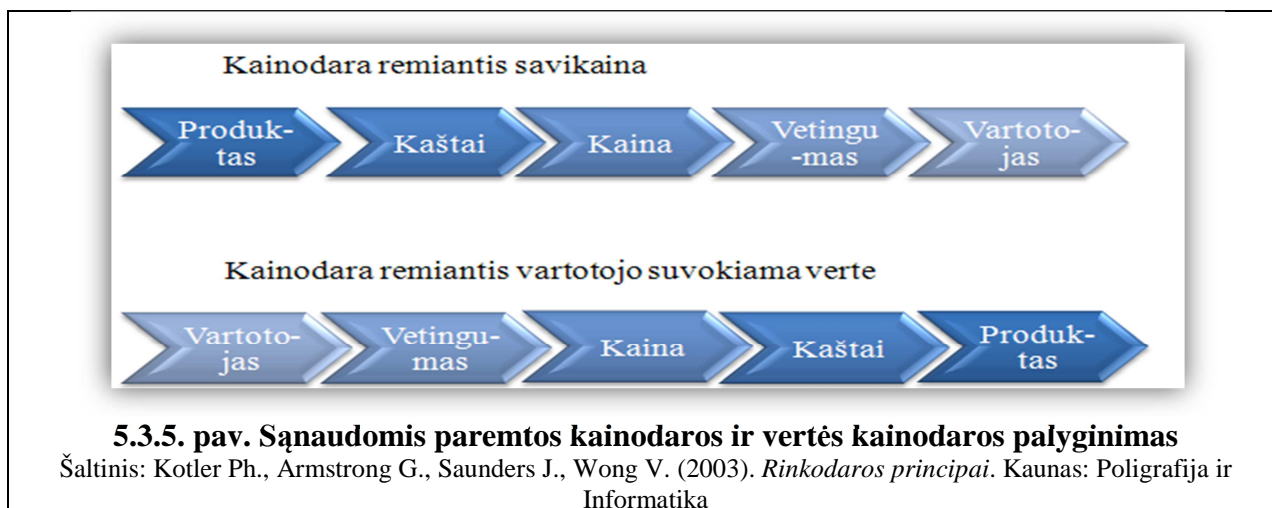 Kainodara remiantis savikaina
Produk-
tas
Kaštai
Kaina
Vetingu
-mas
Vartoto-
jas
Kainodara remiantis vartotojo suvokiama verte
Vartoto-
jas
Vetingu-
mas
Kaina
Kaštai
Produk-
tas
5.3.5. pav. Sąnaudomis paremtos kainodaros ir vertės kainodaros palyginimas
Šaltinis: Kotler Ph., Armstrong G., Saunders J., Wong V. (2003). Rinkodaros principai. Kaunas: Poligrafija ir
Informatika